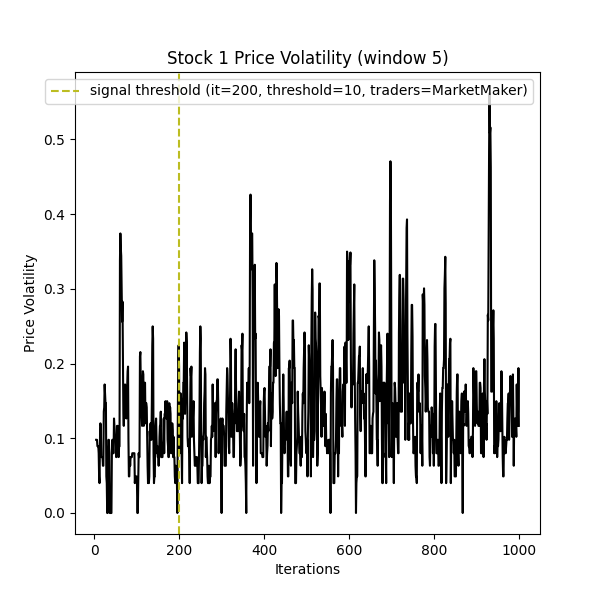 Stock 1 Price Volatility (window 5)
signal threshold (it=200, threshold=10, traders=MarketMaker)
Price Volatility
0.5
0.4
0.3
0.2
0.1
0.0
0 200 400 600 800 1000
Iterations